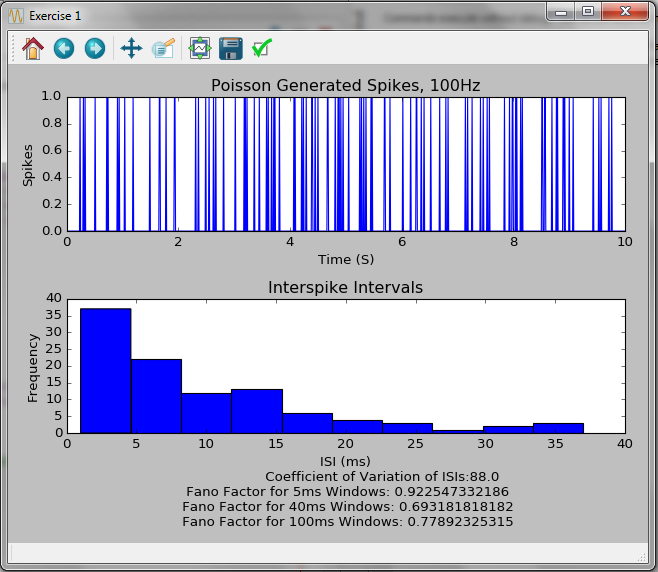 Exercise 1
Poisson Generated Spikes, 100Hz
1.0
0.8
0.6
0.4
0.2
0.0
Spikes
0 2 4 6 8 10
Time (S)
Interspike Intervals
40
35
30
25
20
15
10
5
0
Frequency
0 5 10 15 20 25 30 35 40
ISI (ms)
Coefficient of Variation of ISIs:88.0
Fano Factor for 5ms Windows: 0.922547332186
Fano Factor for 40ms Windows: 0.693181818182
Fano Factor for 100ms Windows: 0.77892325315